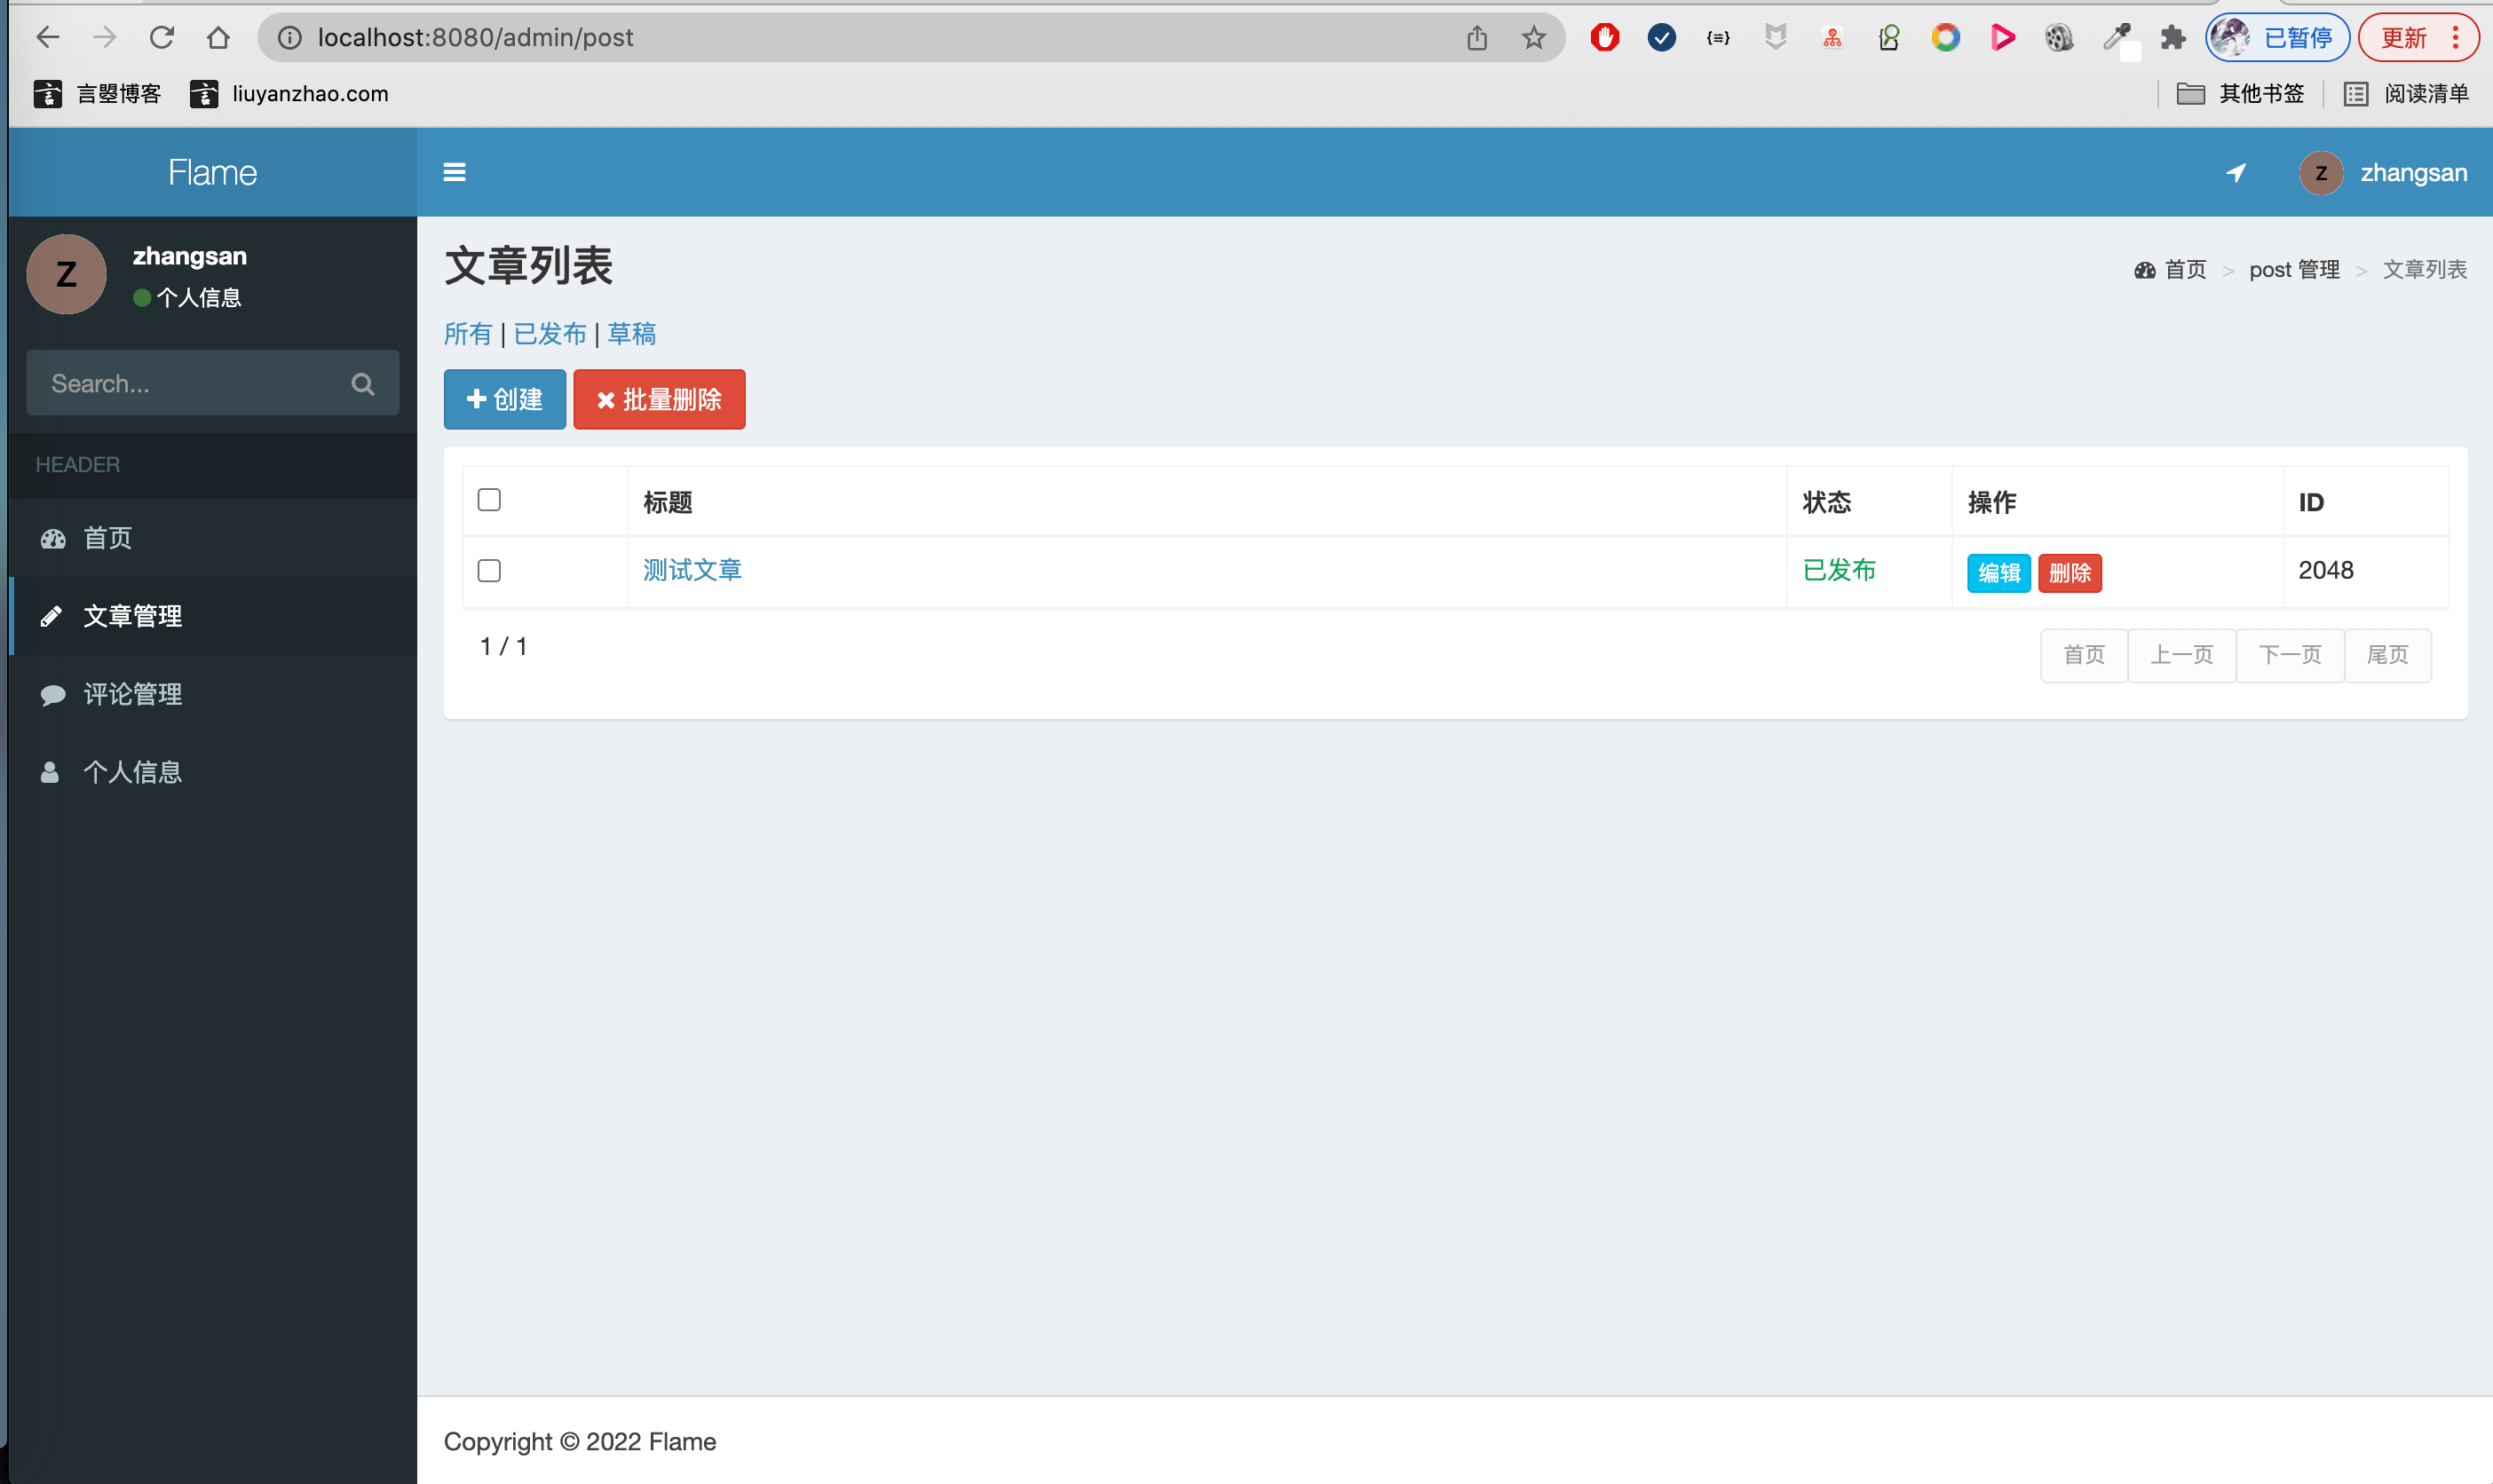 localhost:8080/admin/post
已暂停
更新
言曌博客
liuyanzhao.com
其他书签
阅读清单
Flame
Z
zhangsan
Z
zhangsan
个人信息
Search...
HEADER
首页
文章管理
评论管理
个人信息
文章列表
首页 > post 管理 > 文章列表
所有 | 已发布 | 草稿
创建
批量删除
标题 状态 操作 ID
测试文章 已发布 编辑 删除 2048
1 / 1
首页 上一页 下一页 尾页
Copyright © 2022 Flame